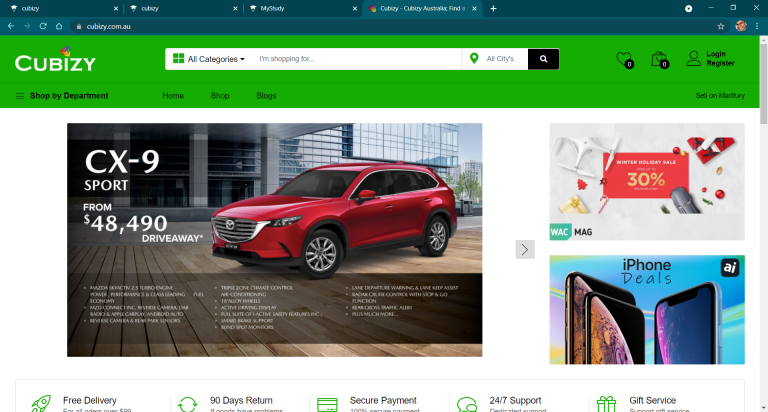 cubizy
cubizy
MyStudy
Cubizy - Cubizy Australia; Find
cubizy.com.au
CUBIZY
All Categories
I'm shopping for...
All City's
0
0
Login
Register
Shop by Department
Home
Shop
Blogs
Sell on Martfury
CX-9
SPORT
FROM
$48,490
DRIVEAWAY*
MAZDA SKYACTIV 2.5 TURBO ENGINE
POWER, PERFORMANCE & CLASS LEADING FUEL
ECONOMY
MZD CONNECT INC, REVERSE CAMERA, DAB
RADIO & APPLE CARPLAY/ANDROID AUTO
REVERSE CAMERA & REAR PARK SENSORS
TRIPLE ZONE CLIMATE CONTROL
AIR-CONDITIONING
18"ALLOY WHEELS
ACTIVE DRIVING DISPLAY
FULL SUITE OF I-ACTIVE SAFETY FEATURES INC.
SMART BRAKE SUPPORT
BLIND SPOT MONITORS
LANE DEPARTURE WARNING & LANE KEEP ASSIST
RADAR CRUISE CONTROL WITH STOP & GO
FUNCTION
REAR CROSS TRAFFIC ALERT
PLUS MUCH MORE...
WINTER HOLIDAY SALE
30%
WAC MAG
iPhone
Deals
ai
Free Delivery
For all oders over $99
90 Days Return
If goods have problems
Secure Payment
100% secure payment
24/7 Support
Dedicated support
Gift Service
Support gift service